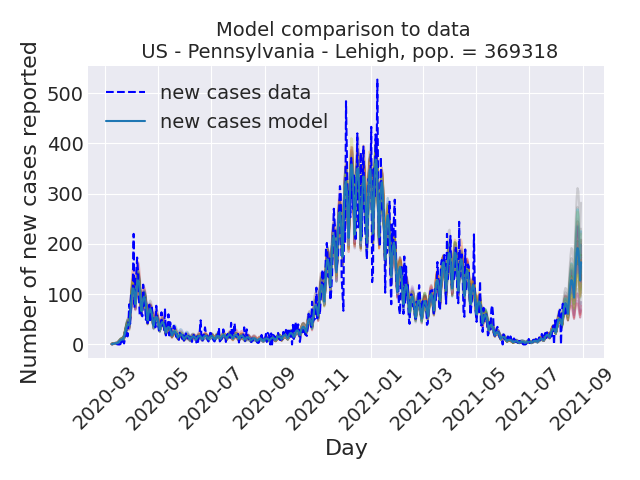 Model comparison to data
US - Pennsylvania - Lehigh, pop. = 369318
Number of new cases reported
500
400
300
200
100
0
new cases data
new cases model
2020-03
2020-05
2020-07
2020-09
2020-11
2021-01
2021-03
2021-05
2021-07
2021-09
Day